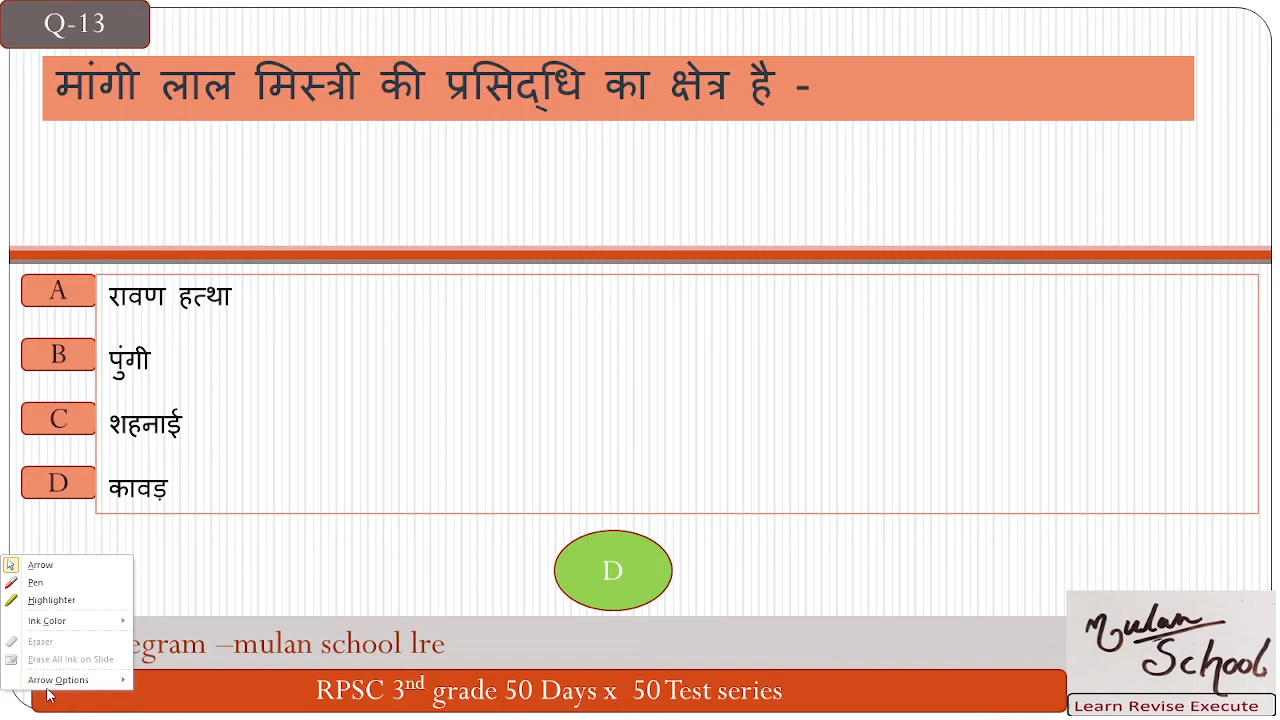 Q-13
मांगी लाल मिस्त्री की प्रसिद्धि का क्षेत्र है -
A
रावण हत्था
B
पुंगी
C
शहनाई
D
कावड़
D
Arrow
Pen
Highlighter
Ink Color
Eraser
Erase All Ink on Slide
Arrow Options
egram –mulan school lre
RPSC 3nd grade 50 Days x 50 Test series
Mulan
School
Learn Revise Execute